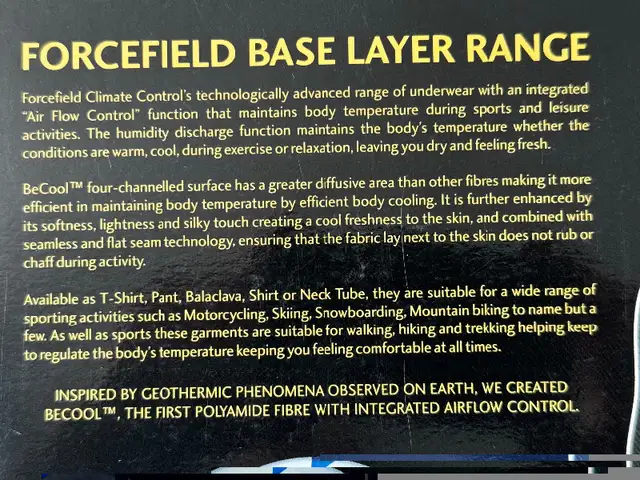 FORCEFIELD BASE LAYER RANGE
Forcefield Climate Control's technologically advanced range of underwear with an integrated
"Air Flow Control" function that maintains body temperature during sports and leisure
activities. The humidity discharge function maintains the body's temperature whether the
conditions are warm, cool, during exercise or relaxation, leaving you dry and feeling fresh.
BeCool™ four-channelled surface has a greater diffusive area than other fibres making it more
efficient in maintaining body temperature by efficient body cooling. It is further enhanced by
its softness, lightness and silky touch creating a cool freshness to the skin, and combined with
seamless and flat seam technology, ensuring that the fabric lay next to the skin does not rub or
chaff during activity.
Available as T-Shirt, Pant, Balaclava, Shirt or Neck Tube, they are suitable for a wide range of
sporting activities such as Motorcycling, Skiing, Snowboarding, Mountain biking to name but a
few. As well as sports these garments are suitable for walking, hiking and trekking helping keep
to regulate the body's temperature keeping you feeling comfortable at all times.
INSPIRED BY GEOTHERMIC PHENOMENA OBSERVED ON EARTH, WE CREATED
BECOOL™, THE FIRST POLYAMIDE FIBRE WITH INTEGRATED AIRFLOW CONTROL.